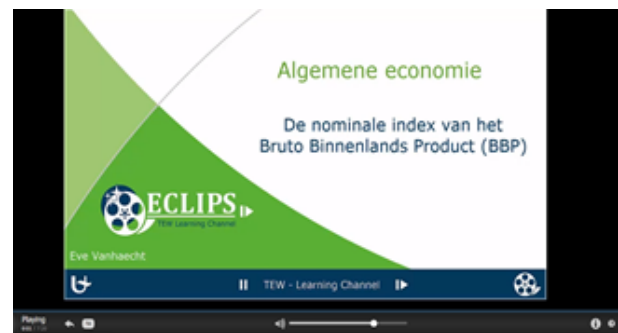 Algemene economie
De nominale index van het
Bruto Binnenlands Product (BBP)
ECLIPS
TEW Learning Channel
Eve Vanhaecht
TEW - Learning Channel
Playing